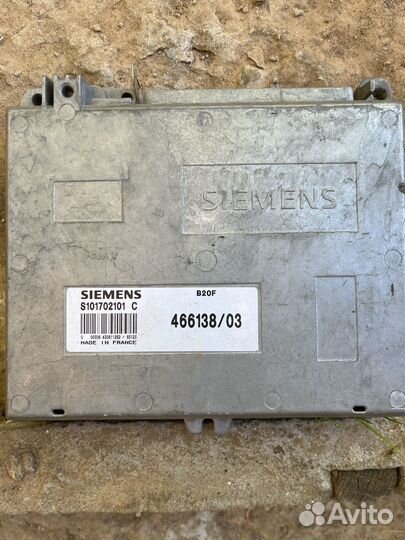 SIEMENS
SIEMENS
B20F
S101702101 C
466138/03
MADE IN FRANCE
Avito